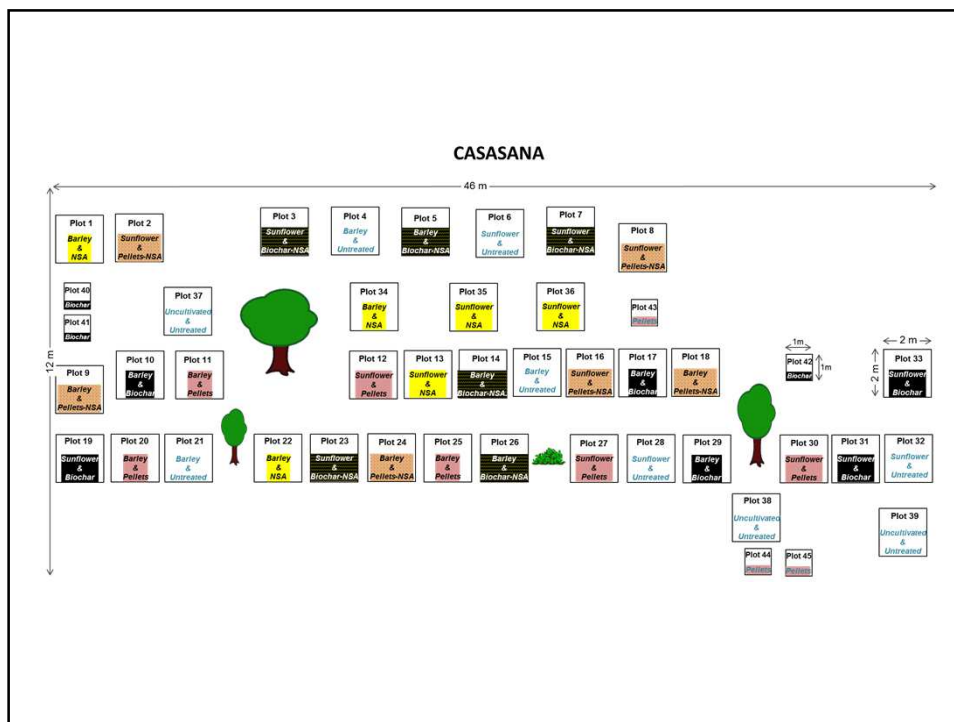 CASASANA
46 m
12 m
Plot 1
Barley
&
NSA
Plot 2
Sunflower
&
Pellets-NSA
Plot 3
Sunflower
&
Biochar-NSA
Plot 4
Barley
&
Untreated
Plot 5
Barley
&
Biochar-NSA
Plot 6
Sunflower
&
Untreated
Plot 7
Sunflower
&
Biochar-NSA
Plot 8
Sunflower
&
Pellets-NSA
Plot 40
Biochar
Plot 41
Biochar
Plot 37
Uncultivated
&
Untreated
Plot 34
Barley
&
NSA
Plot 35
Sunflower
&
NSA
Plot 36
Sunflower
&
NSA
Plot 43
Pellets
Plot 9
Barley
&
Pellets-NSA
Plot 10
Barley
&
Biochar
Plot 11
Barley
&
Pellets
Plot 12
Sunflower
&
Pellets
Plot 13
Sunflower
&
NSA
Plot 14
Barley
&
Biochar-NSA
Plot 15
Barley
&
Untreated
Plot 16
Sunflower
&
Pellets-NSA
Plot 17
Barley
&
Biochar
Plot 18
Barley
&
Pellets-NSA
1m
Plot 42
Biochar
1m
2 m
2 m
Plot 33
Sunflower
&
Biochar
Plot 19
Sunflower
&
Biochar
Plot 20
Barley
&
Pellets
Plot 21
Barley
&
Untreated
Plot 22
Barley
&
NSA
Plot 23
Sunflower
&
Biochar-NSA
Plot 24
Barley
&
Pellets-NSA
Plot 25
Barley
&
Pellets
Plot 26
Barley
&
Biochar-NSA
Plot 27
Sunflower
&
Pellets
Plot 28
Sunflower
&
Untreated
Plot 29
Barley
&
Biochar
Plot 30
Sunflower
&
Pellets
Plot 31
Sunflower
&
Biochar
Plot 32
Sunflower
&
Untreated
Plot 38
Uncultivated
&
Untreated
Plot 39
Uncultivated
&
Untreated
Plot 44
Pellets
Plot 45
Pellets